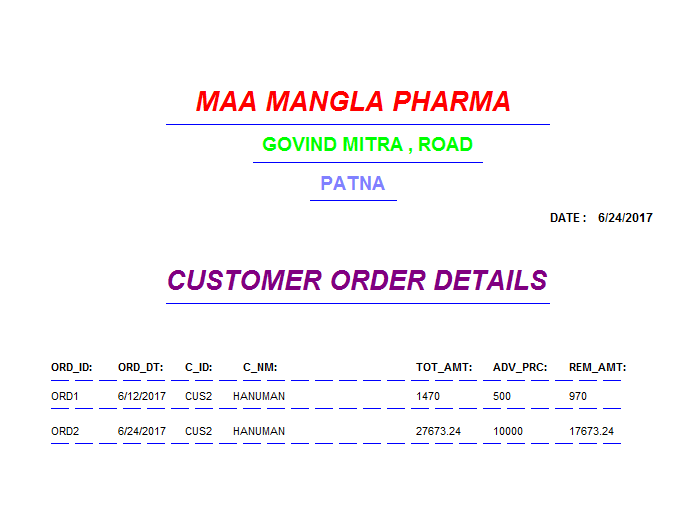 MAA MANGLA PHARMA
GOVIND MITRA , ROAD
PATNA
DATE : 6/24/2017
CUSTOMER ORDER DETAILS
ORD_ID: ORD_DT: C_ID: C_NM: TOT_AMT: ADV_PRC: REM_AMT:
ORD1 6/12/2017 CUS2 HANUMAN 1470 500 970
ORD2 6/24/2017 CUS2 HANUMAN 27673.24 10000 17673.24